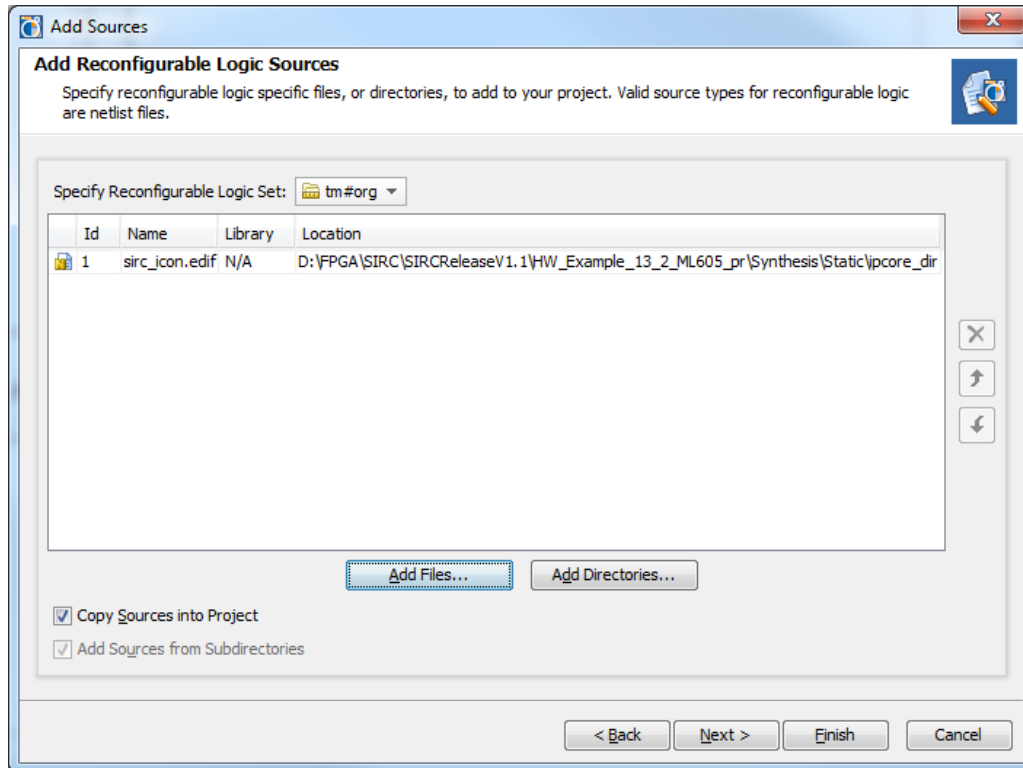 Add Sources
Add Reconfigurable Logic Sources
Specify reconfigurable logic specific files, or directories, to add to your project. Valid source types for reconfigurable logic
are netlist files.
Specify Reconfigurable Logic Set: tm#org
Id Name Library Location
1 sirc_icon.edif N/A D:\FPGA\SIRC\SIRCReleaseV1.1\HW_Example_13_2_ML605_pr\Synthesis\Static\ipcore_dir
Add Files... Add Directories...
Copy Sources into Project
Add Sources from Subdirectories
< Back Next > Finish Cancel